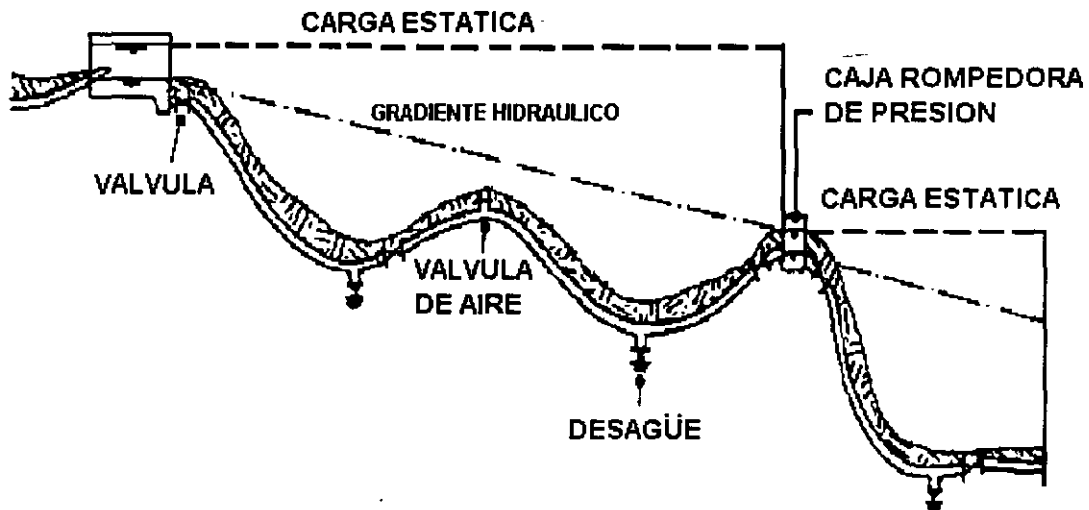 CARGA ESTATICA
CAJA ROMPEDORA
DE PRESION
GRADIENTE HIDRAULICO
VALVULA
CARGA ESTATICA
VALVULA
DE AIRE
DESAGÜE